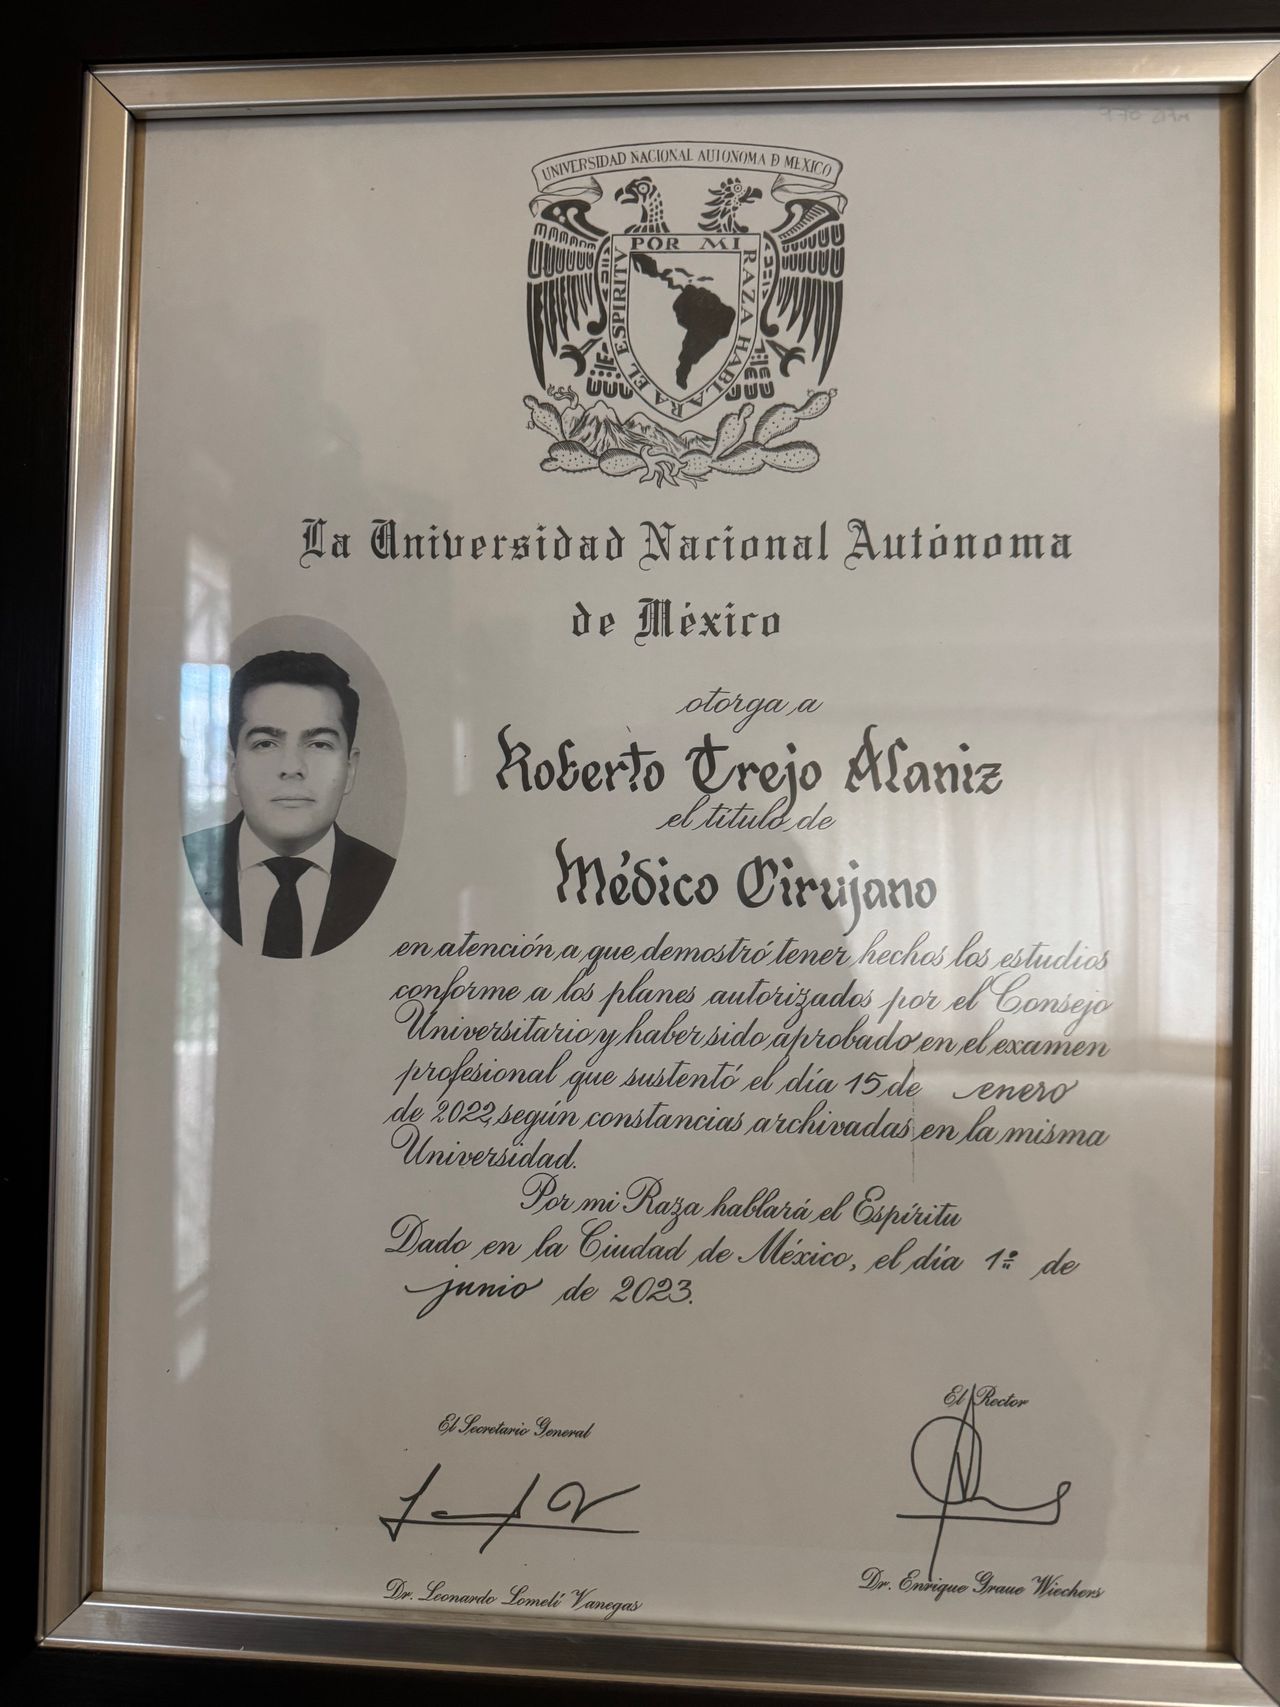 UNIVERSIDAD NACIONAL AUTONOMA D MEXICO
POR MI RAZA HABLARA EL ESPIRITV
La Universidad Nacional Autónoma
de México
otorga a
Roberto Trejo Alaniz
el título de
Médico Cirujano
en atención a que demostró tener hechos los estudios
conforme a los planes autorizados por el Consejo
Universitario y haber sido aprobado en el examen
profesional que sustentó el día 15 de enero
de 2022, según constancias archivadas en la misma
Universidad.
Por mi Raza hablará el Espíritu
Dado en la Ciudad de México, el día 1º de
junio de 2023.
El Secretario General
El Rector
Dr. Leonardo Lomelí Vanegas
Dr. Enrique Graue Wiechers